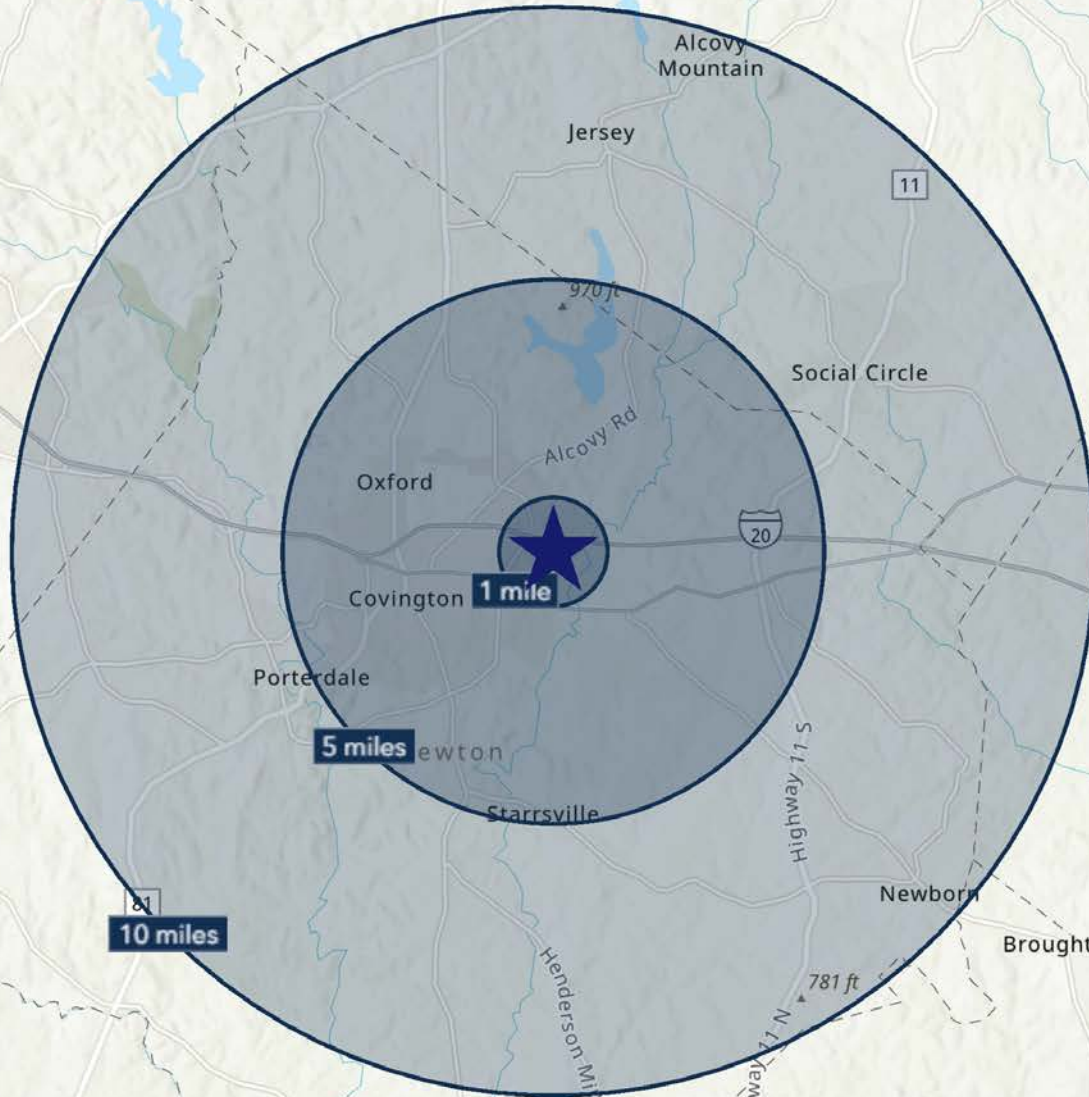 Alcovy
Mountain
Jersey
11
970 ft
Social Circle
Alcovy Rd
Oxford
20
1 mile
Covington
Porterdale
5 miles
ewton
Highway 11 S
Starrsville
Newborn
81
10 miles
Brought
Henderson Mi
781 ft
way 11 N